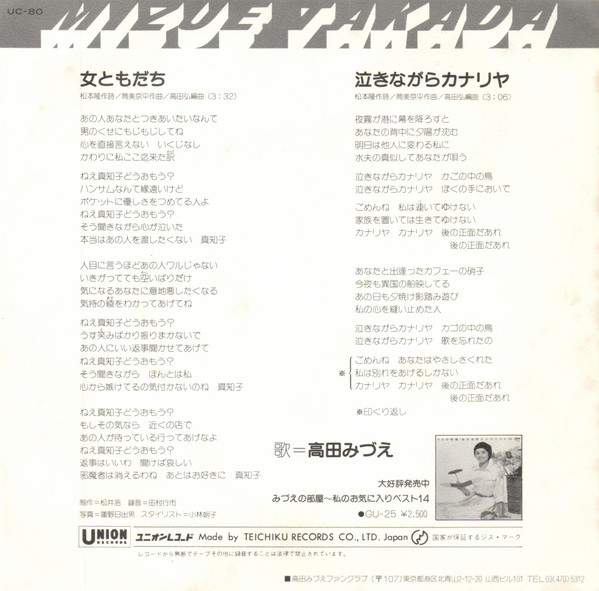 UC-80
MIZUE TAKADA
女ともだち
松本隆作詩／筒美京平作曲／高田弘編曲(3:32)
あの人あなたとつきあいたいなんて
男のくせにもじもじしてね
心を直接言えない　いくじなし
かわりに私ここ迄来た訳
ねえ真知子どうおもう？
ハンサムなんて縁遠いけど
ポケットに優しさをつめてる人よ
ねえ真知子どうおもう？
そう聞きながら心が泣いた
本当はあの人を渡したくない　真知子
人目に言うほどあの人ワルじゃない
いきがってても空いばりだけ
気になるあなたに意地悪したくなる
気持の綾をわかってあげてね
ねえ真知子どうおもう？
うす笑みばかり振りまかないで
あの人にいい返事聞かせてあげて
ねえ真知子どうおもう？
そう聞きながら　ほんとは私
心から嫉けてるの気付かないのね　真知子
ねえ真知子どうおもう？
もしその気なら　近くの店で
あの人が待っている行ってあげなよ
ねえ真知子どうおもう？
返事はいいわ　聞けば哀しい
邪魔者は消えるわね　あとはお好きに　真知子
制作＝松井浩　録音＝田村行市
写真＝蓮野日出男　スタイリスト＝小林朝子
泣きながらカナリヤ
松本隆作詩／筒美京平作曲／高田弘編曲(3:06)
夜霧が港に幕を降ろすと
あなたの背中に夕陽が沈む
明日は他人に変わる私に
水夫の真似してあなたが唄う
泣きながらカナリヤ　かごの中の鳥
泣きながらカナリヤ　ぼくの手においで
ごめんね　私は連いてゆけない
家族を置いては生きてゆけない
カナリヤ　カナリヤ　後の正面だあれ
後の正面だあれ
あなたと出逢ったカフェーの硝子
今夜も異国の船映してる
あの日も夕焼け影踏み遊び
私の心を縫い止めた人
泣きながらカナリヤ　カゴの中の鳥
泣きながらカナリヤ　歌を忘れたの
ごめんね　あなたはやさしさくれた
※ 私は別れをあげるしかない
カナリヤ　カナリヤ　後の正面だあれ
後の正面だあれ
※印くり返し
歌＝高田みづえ
大好評発売中
みづえの部屋〜私のお気に入りベスト14
●GU-25 ¥2,500
UNION RECORDS ユニオンレコード Made by TEICHIKU RECORDS CO., LTD. Japan 国家が保証するジス・マーク
レコードから無断でテープその他に録音することは法律で禁じられています。
■高田みづえファンクラブ（〒107）東京都港区北青山2-12-20 山西ビル101 TEL 03(470)5312